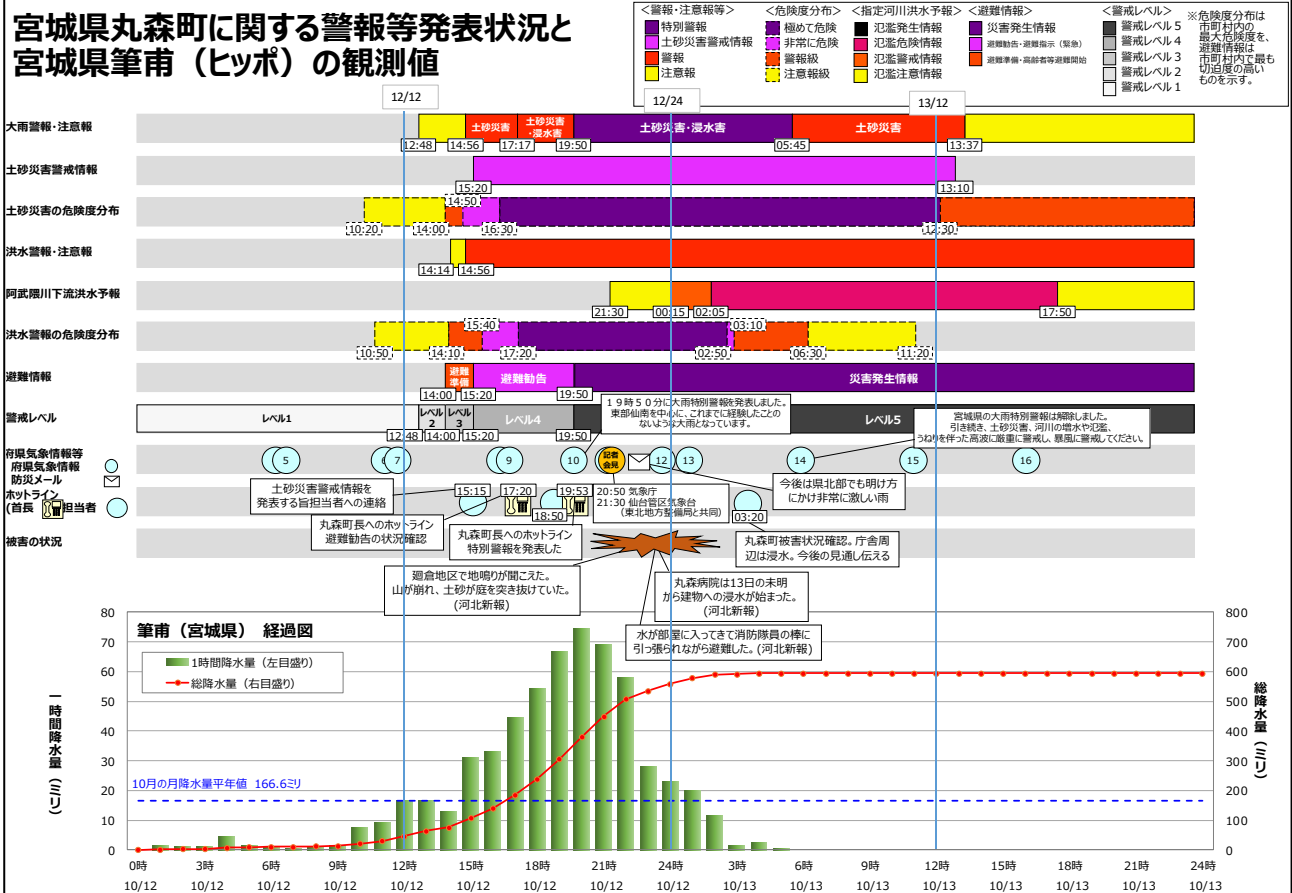 宮城県丸森町に関する警報等発表状況と
宮城県筆甫（ヒッポ）の観測値
＜警報・注意報等＞
特別警報
土砂災害警戒情報
警報
注意報
＜危険度分布＞
極めて危険
非常に危険
警報級
注意報級
＜指定河川洪水予報＞
氾濫発生情報
氾濫危険情報
氾濫警戒情報
氾濫注意情報
＜避難情報＞
災害発生情報
避難勧告・避難指示（緊急）
避難準備・高齢者等避難開始
＜警戒レベル＞
警戒レベル５
警戒レベル４
警戒レベル３
警戒レベル２
警戒レベル１
※危険度分布は
市町村内の
最大危険度を、
避難情報は
市町村内で最も
切迫度の高い
ものを示す。
12/12
12/24
13/12
大雨警報・注意報
土砂災害
土砂災害
・浸水害
土砂災害・浸水害
土砂災害
12:48
14:56
17:17
19:50
05:45
13:37
土砂災害警戒情報
15:20
13:10
土砂災害の危険度分布
14:50
10:20
14:00
16:30
12:30
洪水警報・注意報
14:14
14:56
阿武隈川下流洪水予報
21:30
00:15
02:05
17:50
洪水警報の危険度分布
15:40
03:10
10:50
14:10
17:20
02:50
06:30
11:20
避難情報
避難
準備
避難勧告
災害発生情報
14:00
15:20
19:50
警戒レベル
レベル1
レベル
2
レベル
3
レベル4
レベル5
12:48
14:00
15:20
19:50
１９時５０分に大雨特別警報を発表しました。
東部仙南を中心に、これまでに経験したことの
ないような大雨となっています。
宮城県の大雨特別警報は解除しました。
引き続き、土砂災害、河川の増水や氾濫、
うねりを伴った高波に厳重に警戒し、暴風に警戒してください。
府県気象情報等
府県気象情報
防災メール
5
6
7
9
10
記者
会見
12
13
14
15
16
ホットライン
(首長
担当者
15:15
17:20
19:53
18:50
03:20
土砂災害警戒情報を
発表する旨担当者への連絡
20:50 気象庁
21:30 仙台管区気象台
（東北地方整備局と共同）
今後は県北部でも明け方
にかけ非常に激しい雨
丸森町長へのホットライン
避難勧告の状況確認
丸森町長へのホットライン
特別警報を発表した
丸森町被害状況確認。庁舎周
辺は浸水。今後の見通し伝える
被害の状況
廻倉地区で地鳴りが聞こえた。
山が崩れ、土砂が庭を突き抜けていた。
(河北新報)
丸森病院は13日の未明
から建物への浸水が始まった。
(河北新報)
水が部屋に入ってきて消防隊員の棒に
引っ張られながら避難した。(河北新報)
筆甫（宮城県） 経過図
1時間降水量（左目盛り）
総降水量（右目盛り）
一時間降水量（ミリ）
総降水量（ミリ）
10月の月降水量平年値 166.6ミリ
80
70
60
50
40
30
20
10
0
800
700
600
500
400
300
200
100
0
0時 3時 6時 9時 12時 15時 18時 21時 24時 3時 6時 9時 12時 15時 18時 21時 24時
10/12 10/12 10/12 10/12 10/12 10/12 10/12 10/12 10/12 10/13 10/13 10/13 10/13 10/13 10/13 10/13 10/13